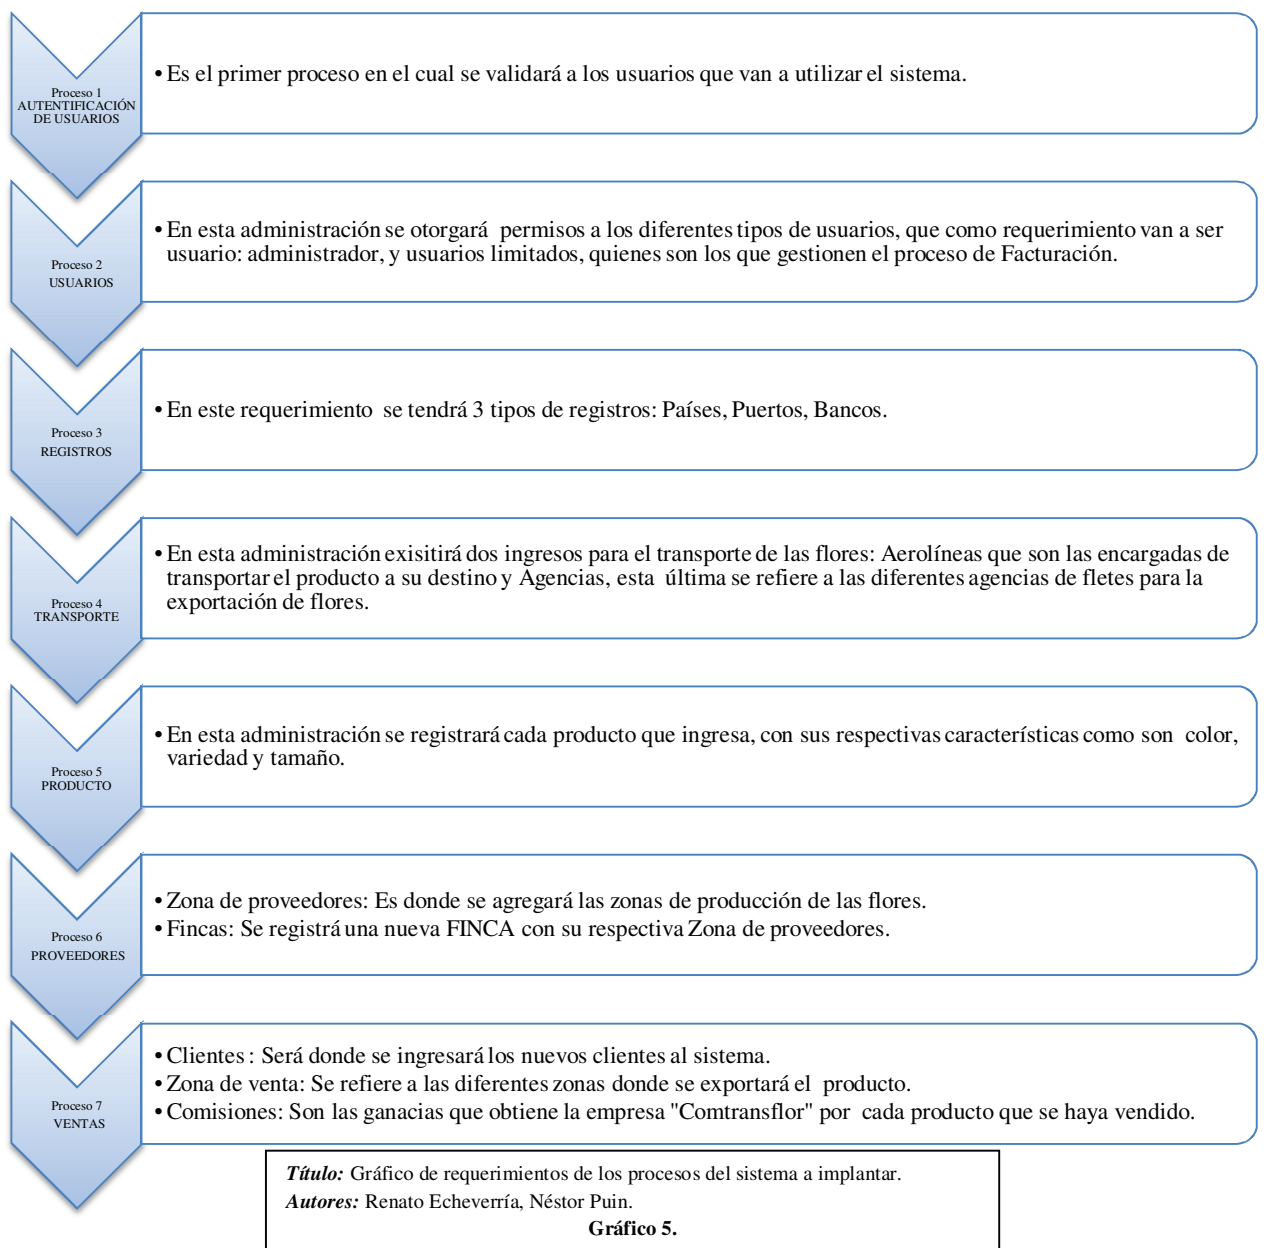 Proceso 1
AUTENTIFICACIÓN
DE USUARIOS
• Es el primer proceso en el cual se validará a los usuarios que van a utilizar el sistema.
Proceso 2
USUARIOS
• En esta administración se otorgará permisos a los diferentes tipos de usuarios, que como requerimiento van a ser
usuario: administrador, y usuarios limitados, quienes son los que gestionen el proceso de Facturación.
Proceso 3
REGISTROS
• En este requerimiento se tendrá 3 tipos de registros: Países, Puertos, Bancos.
Proceso 4
TRANSPORTE
• En esta administración exisitirá dos ingresos para el transporte de las flores: Aerolíneas que son las encargadas de
transportar el producto a su destino y Agencias, esta última se refiere a las diferentes agencias de fletes para la
exportación de flores.
Proceso 5
PRODUCTO
• En esta administración se registrará cada producto que ingresa, con sus respectivas características como son color,
variedad y tamaño.
Proceso 6
PROVEEDORES
• Zona de proveedores: Es donde se agregará las zonas de producción de las flores.
• Fincas: Se registrá una nueva FINCA con su respectiva Zona de proveedores.
Proceso 7
VENTAS
• Clientes : Será donde se ingresará los nuevos clientes al sistema.
• Zona de venta: Se refiere a las diferentes zonas donde se exportará el producto.
• Comisiones: Son las ganacias que obtiene la empresa "Comtransflor" por cada producto que se haya vendido.
Título: Gráfico de requerimientos de los procesos del sistema a implantar.
Autores: Renato Echeverría, Néstor Puin.
Gráfico 5.